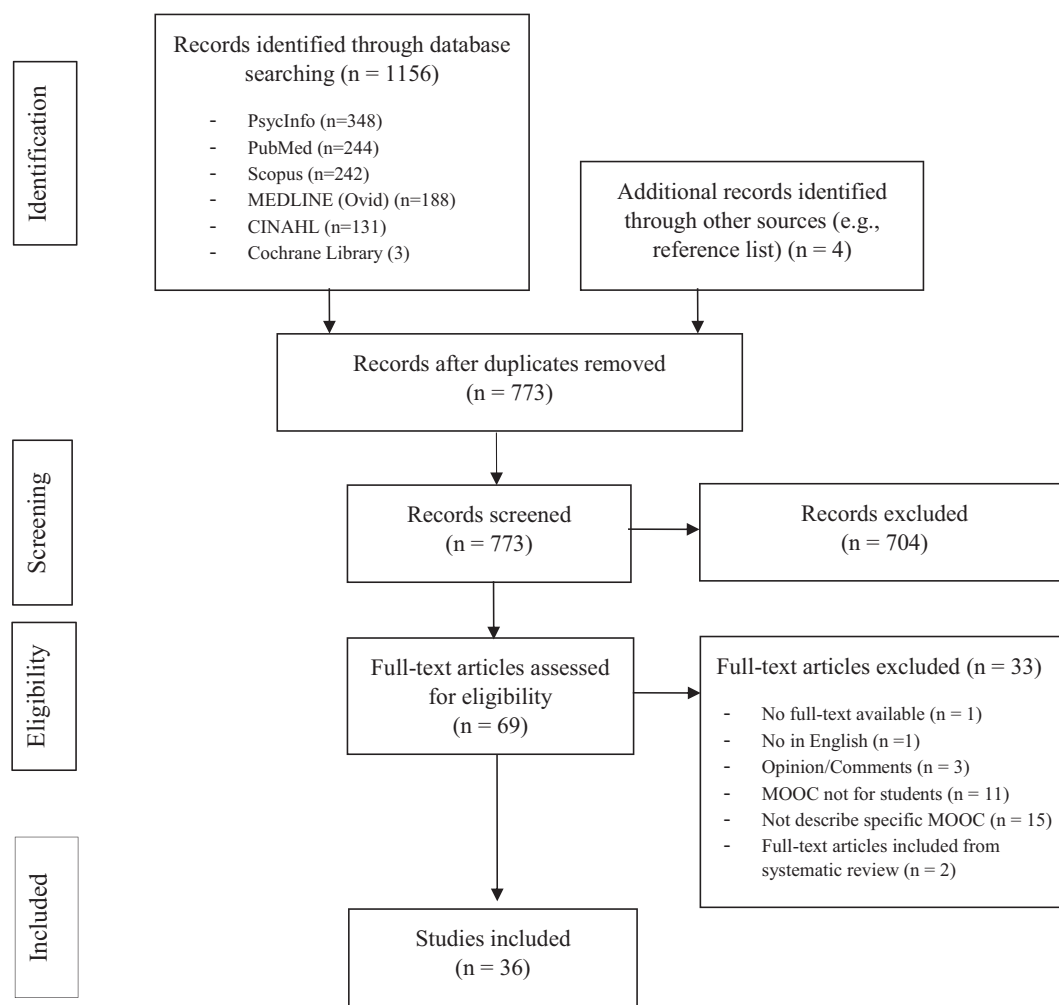 Identification
Records identified through database
searching (n = 1156)
- PsycInfo (n=348)
- PubMed (n=244)
- Scopus (n=242)
- MEDLINE (Ovid) (n=188)
- CINAHL (n=131)
- Cochrane Library (3)
Additional records identified
through other sources (e.g.,
reference list) (n = 4)
Records after duplicates removed
(n = 773)
Screening
Records screened
(n = 773)
Records excluded
(n = 704)
Eligibility
Full-text articles assessed
for eligibility
(n = 69)
Full-text articles excluded (n = 33)
- No full-text available (n = 1)
- No in English (n =1)
- Opinion/Comments (n = 3)
- MOOC not for students (n = 11)
- Not describe specific MOOC (n = 15)
- Full-text articles included from
systematic review (n = 2)
Included
Studies included
(n = 36)